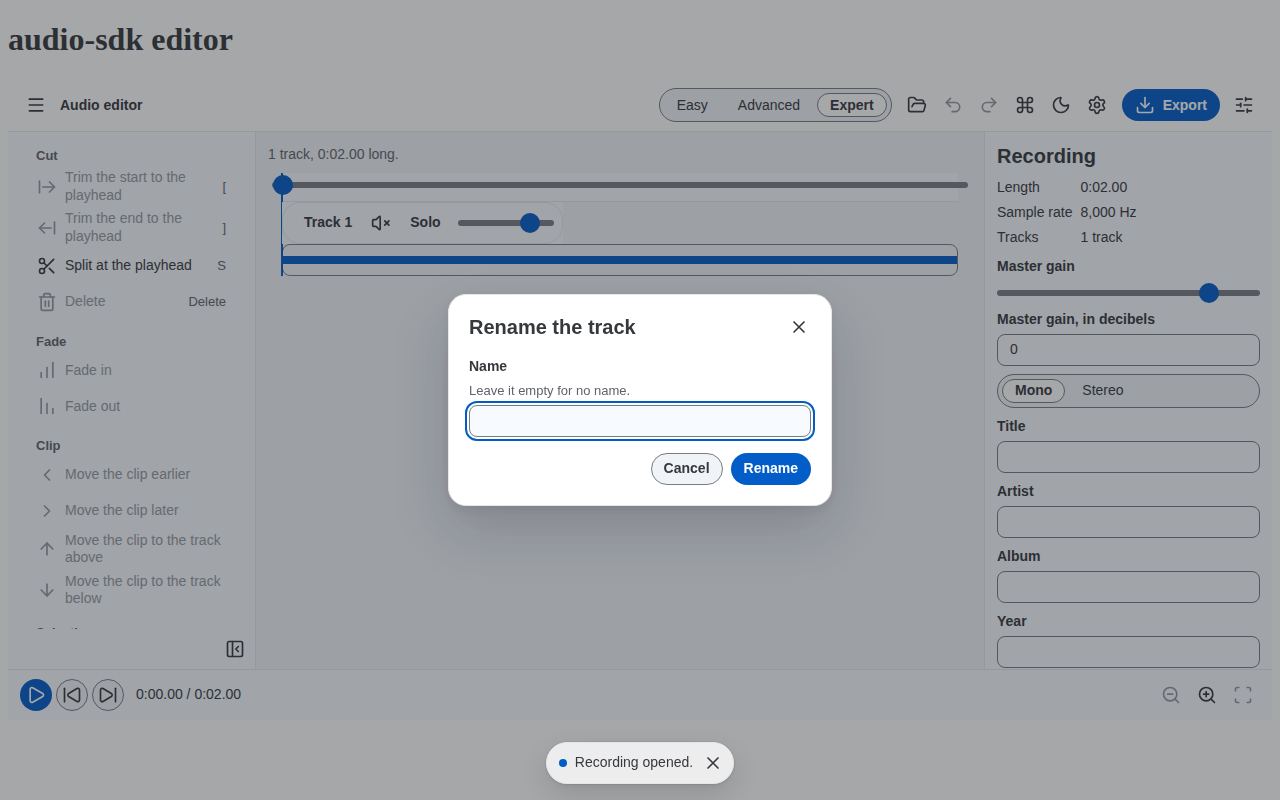 audio-sdk editor
Audio editor
Easy Advanced Expert
Export
Cut
Trim the start to the
playhead
[
Trim the end to the
playhead
]
Split at the playhead S
Delete Delete
Fade
Fade in
Fade out
Clip
Move the clip earlier
Move the clip later
Move the clip to the track
above
Move the clip to the track
below
1 track, 0:02.00 long.
Track 1 Solo
Rename the track
Name
Leave it empty for no name.
Cancel Rename
Recording
Length 0:02.00
Sample rate 8,000 Hz
Tracks 1 track
Master gain
Master gain, in decibels
0
Mono Stereo
Title
Artist
Album
Year
0:00.00 / 0:02.00
Recording opened.